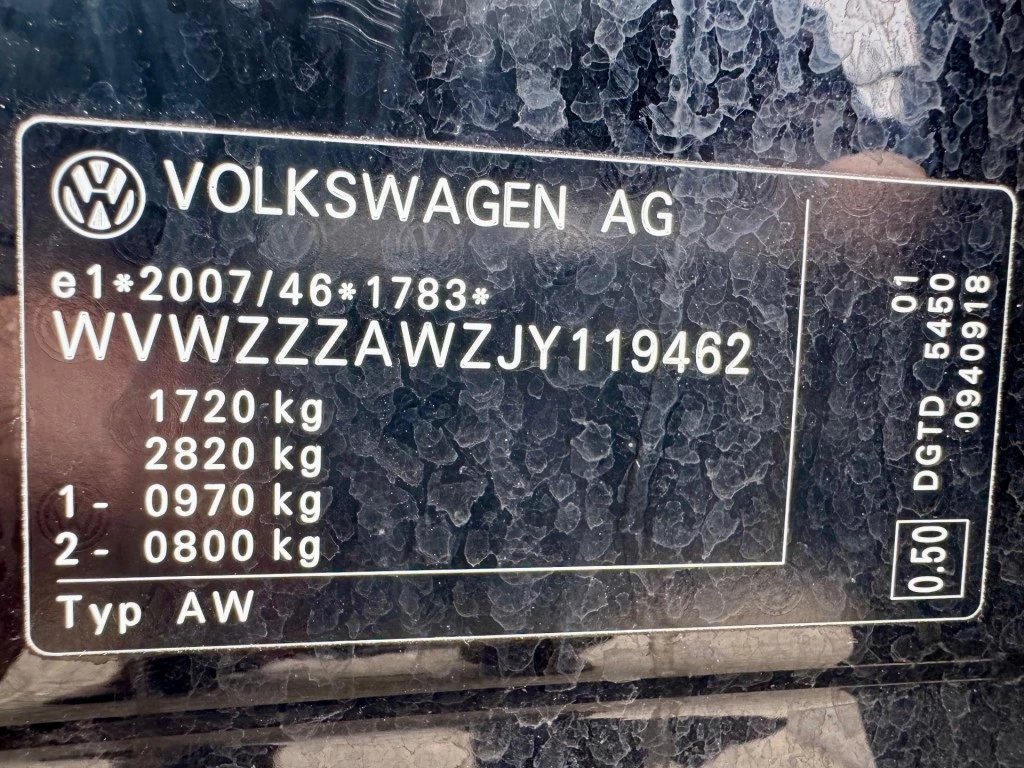 VOLKSWAGEN AG
e1*2007/46*1783*
WVWZZZAWZJY119462
1720 kg
2820 kg
1- 0970 kg
2- 0800 kg
Typ AW
01
DGTD 5450
0940918
0.50